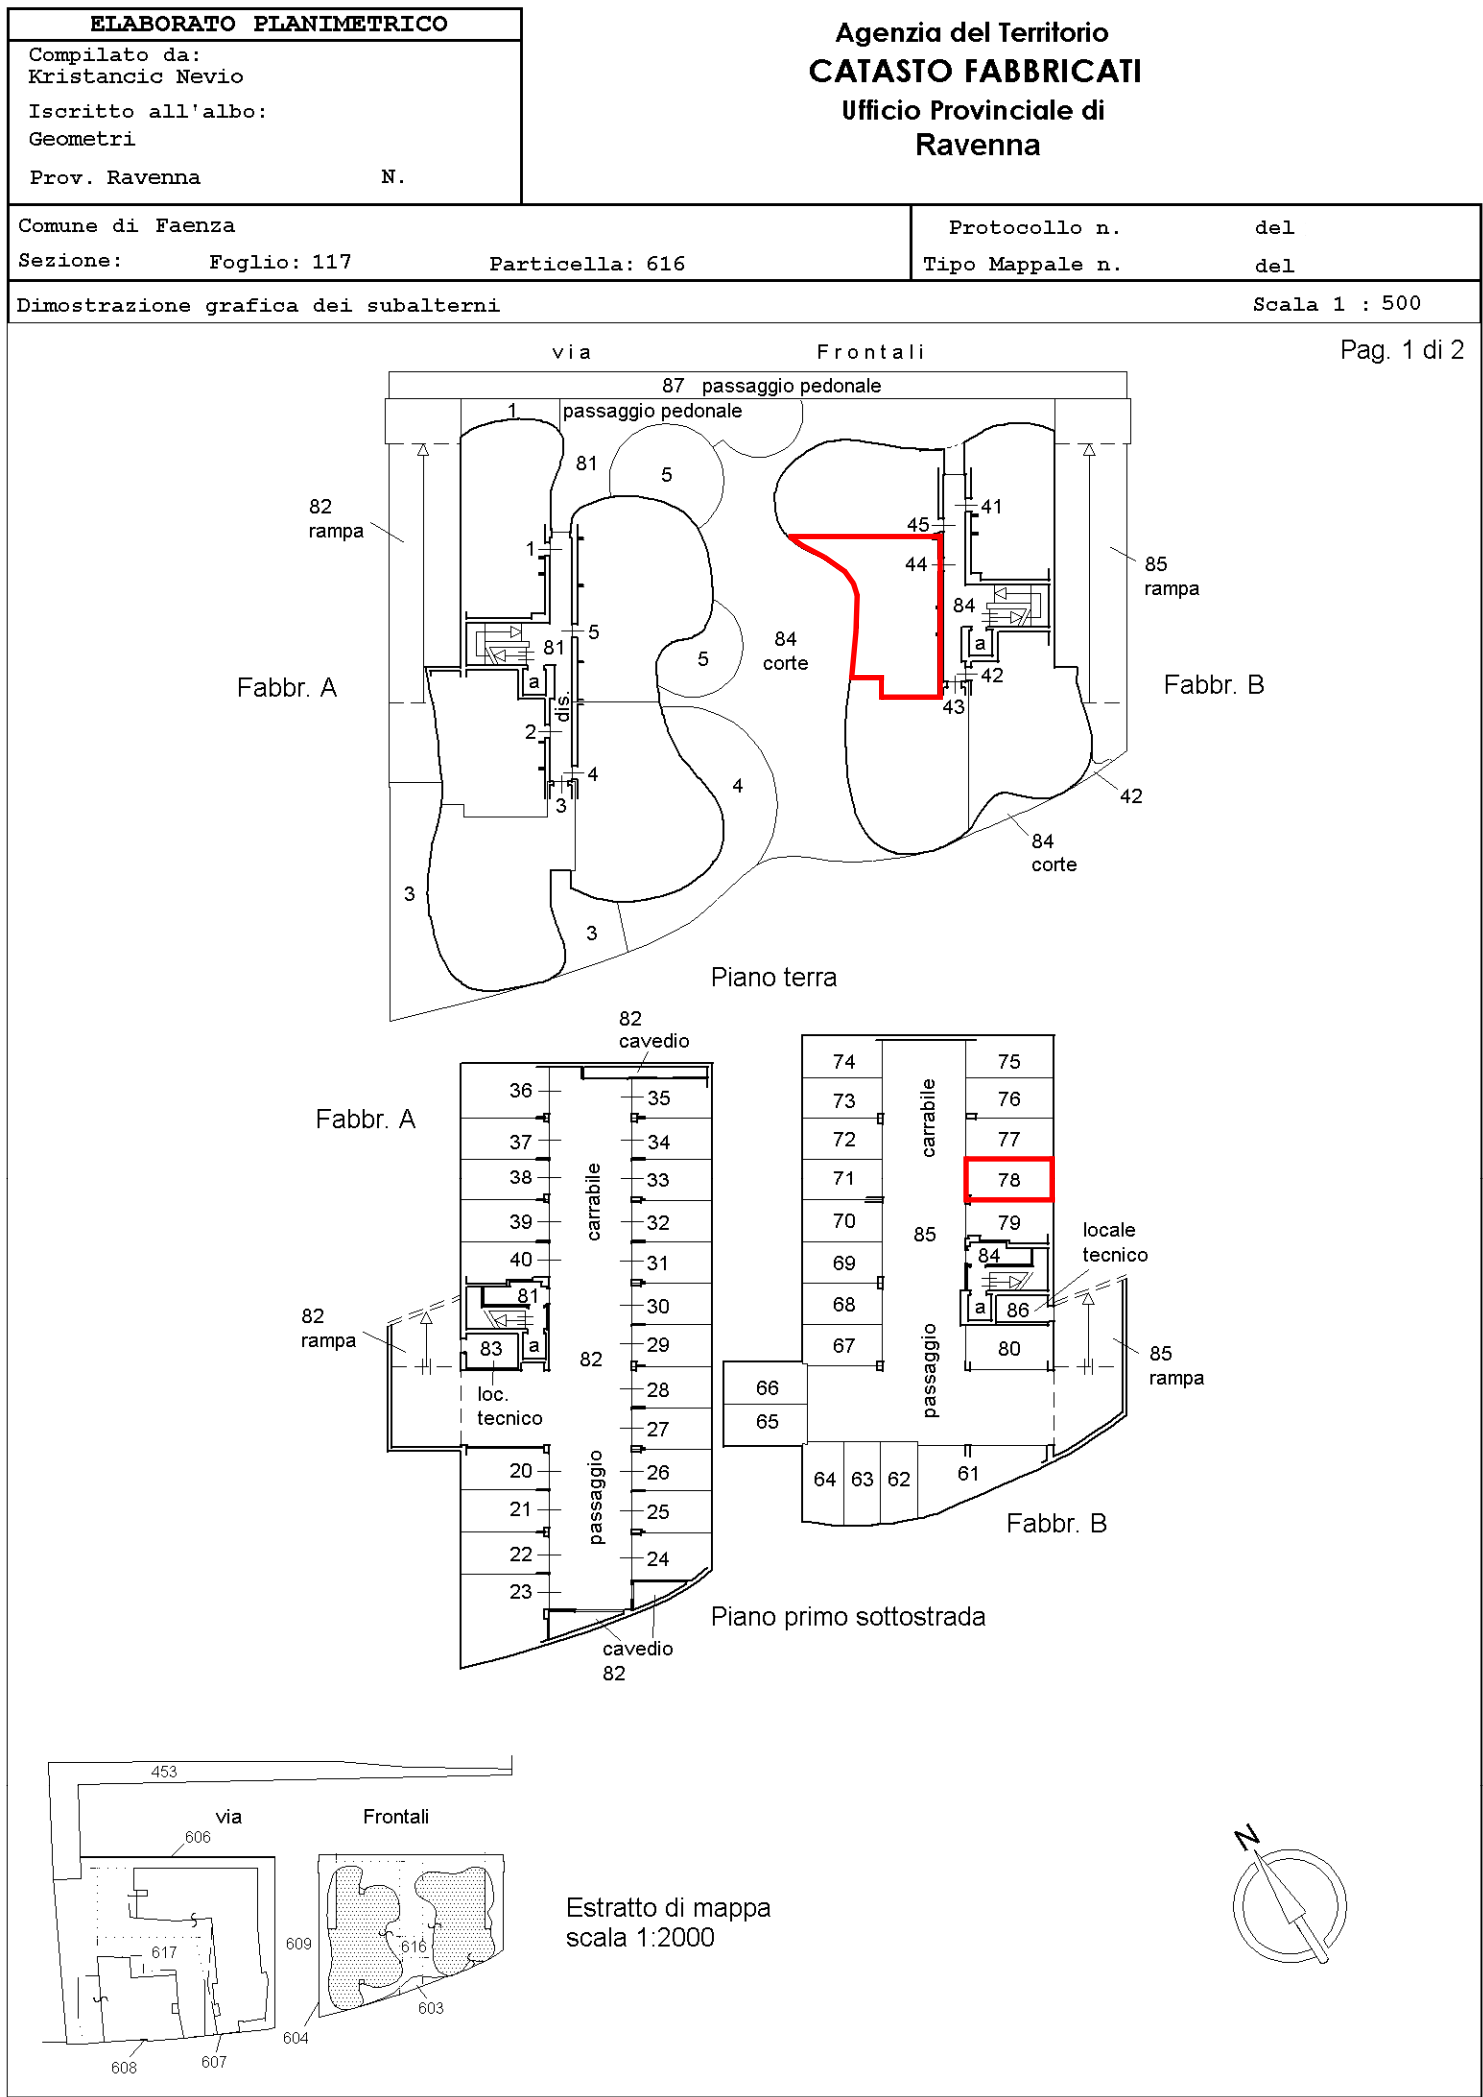 ELABORATO PLANIMETRICO
Compilato da:
Kristancic Nevio
Iscritto all'albo:
Geometri
Prov. Ravenna N.
Agenzia del Territorio
CATASTO FABBRICATI
Ufficio Provinciale di
Ravenna
Comune di Faenza
Sezione: Foglio: 117 Particella: 616
Protocollo n. del
Tipo Mappale n. del
Dimostrazione grafica dei subalterni
Scala 1 : 500
Pag. 1 di 2
via Frontali
87 passaggio pedonale
1 passaggio pedonale
81
5
82
rampa
1
5
81
a
dis.
5
Fabbr. A
2
4
3
4
3
3
45
41
44
84
a
84
corte
42
43
85
rampa
Fabbr. B
42
84
corte
Piano terra
82
cavedio
Fabbr. A
36
35
37
34
38
33
39
32
40
31
81
30
83
a
29
82
28
27
20
26
21
25
22
24
23
carrabile
passaggio
82
rampa
loc.
tecnico
cavedio
82
74
75
73
76
72
77
71
78
70
79
69
84
68
a
86
67
80
66
65
64
63
62
61
carrabile
85
passaggio
locale
tecnico
85
rampa
Fabbr. B
Piano primo sottostrada
453
via Frontali
606
617
609
616
603
604
607
608
Estratto di mappa
scala 1:2000
N